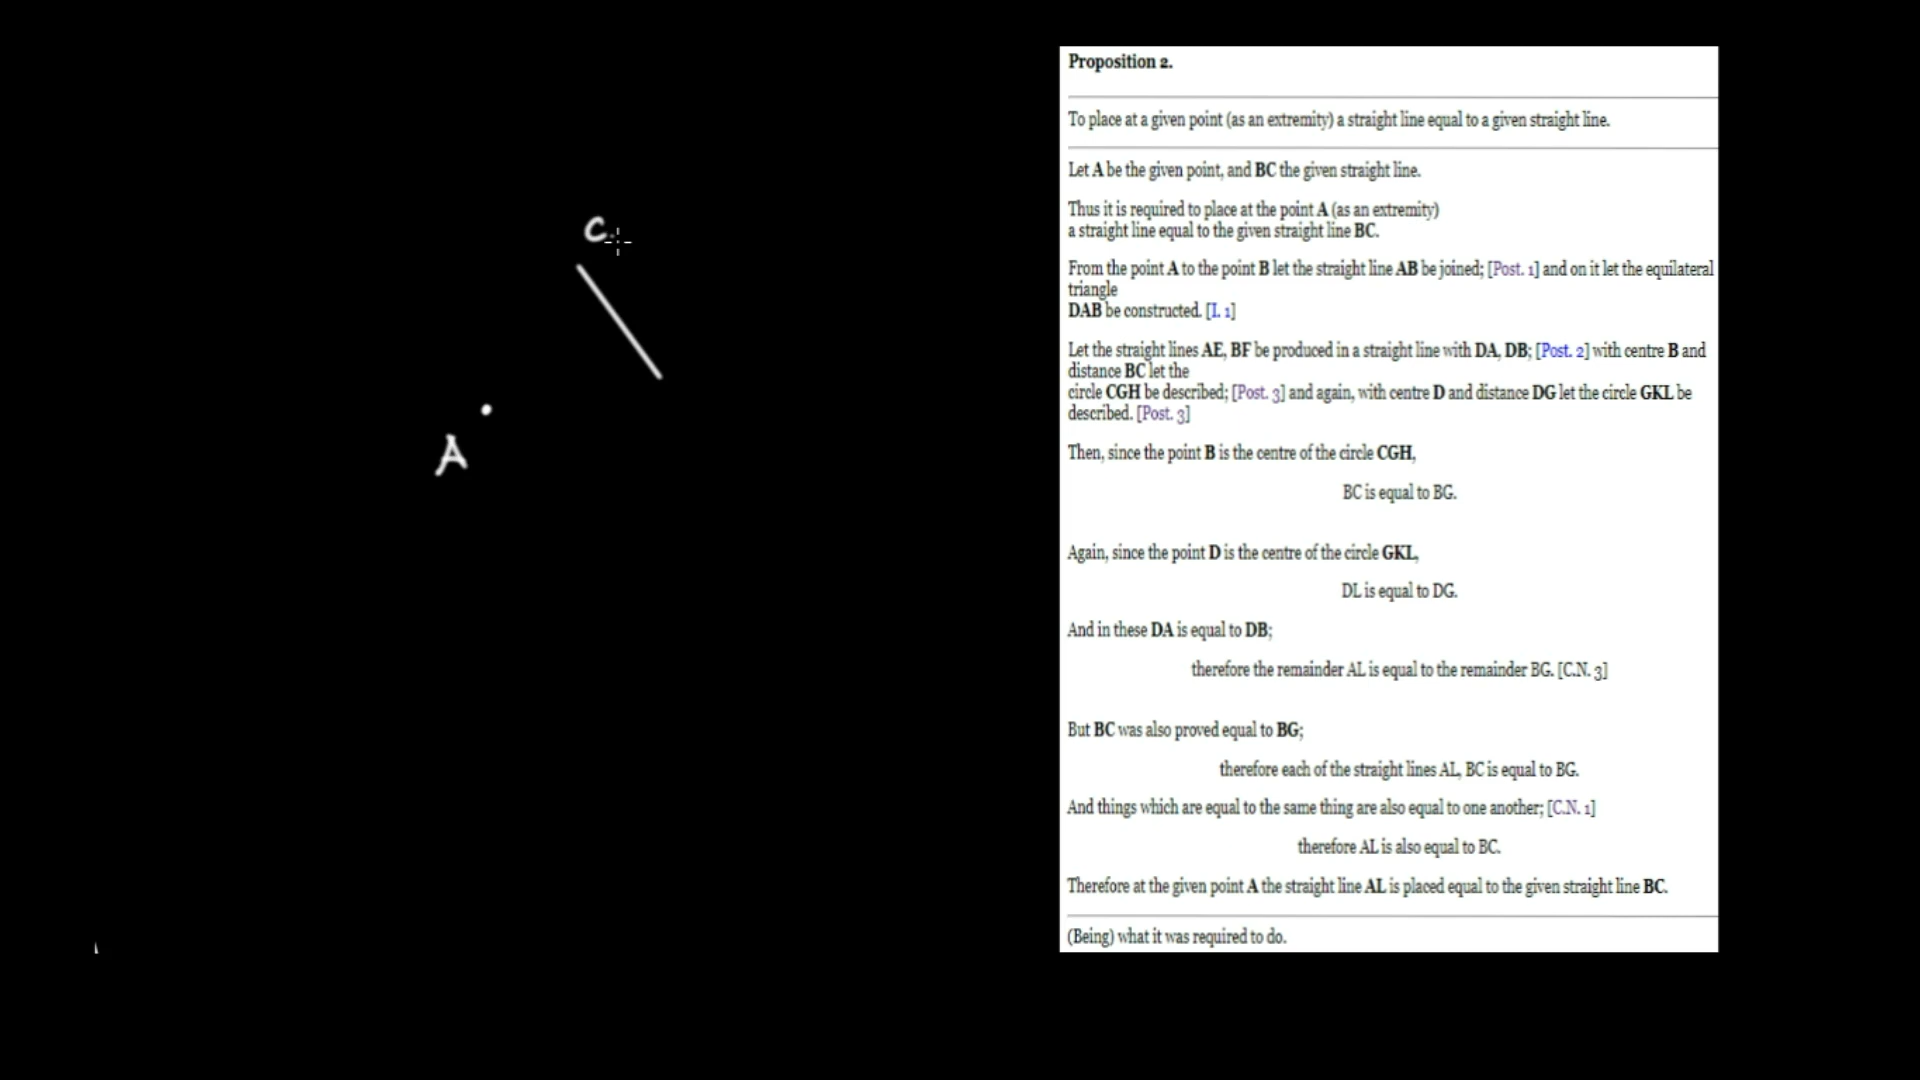 C
A
Proposition 2.
To place at a given point (as an extremity) a straight line equal to a given straight line.
Let A be the given point, and BC the given straight line.
Thus it is required to place at the point A (as an extremity)
a straight line equal to the given straight line BC.
From the point A to the point B let the straight line AB be joined; [Post. 1] and on it let the equilateral
triangle
DAB be constructed. [I. 1]
Let the straight lines AE, BF be produced in a straight line with DA, DB; [Post. 2] with centre B and
distance BC let the
circle CGH be described; [Post. 3] and again, with centre D and distance DG let the circle GKL be
described. [Post. 3]
Then, since the point B is the centre of the circle CGH,
BC is equal to BG.
Again, since the point D is the centre of the circle GKL,
DL is equal to DG.
And in these DA is equal to DB;
therefore the remainder AL is equal to the remainder BG. [C.N. 3]
But BC was also proved equal to BG;
therefore each of the straight lines AL, BC is equal to BG.
And things which are equal to the same thing are also equal to one another; [C.N. 1]
therefore AL is also equal to BC.
Therefore at the given point A the straight line AL is placed equal to the given straight line BC.
(Being) what it was required to do.